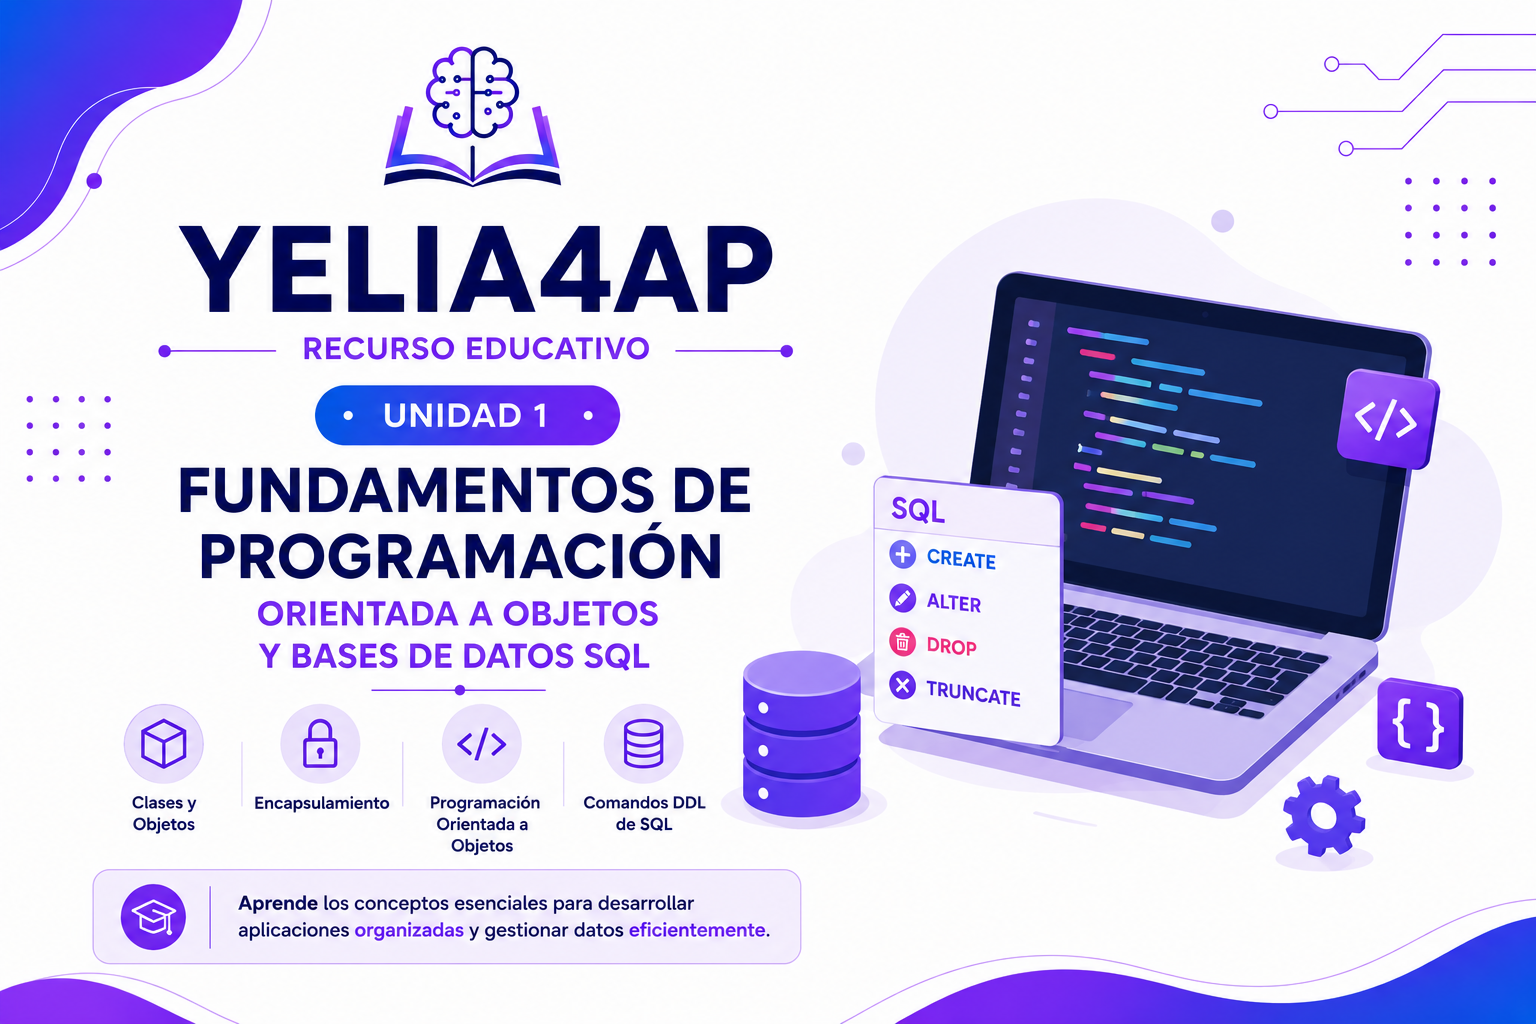 YELIA4AP
RECURSO EDUCATIVO
UNIDAD 1
FUNDAMENTOS DE
PROGRAMACIÓN
ORIENTADA A OBJETOS
Y BASES DE DATOS SQL
Clases y
Objetos
Encapsulamiento
Programación
Orientada a
Objetos
Comandos DDL
de SQL
Aprende los conceptos esenciales para desarrollar
aplicaciones organizadas y gestionar datos eficientemente.
SQL
CREATE
ALTER
DROP
TRUNCATE
</>
{ }